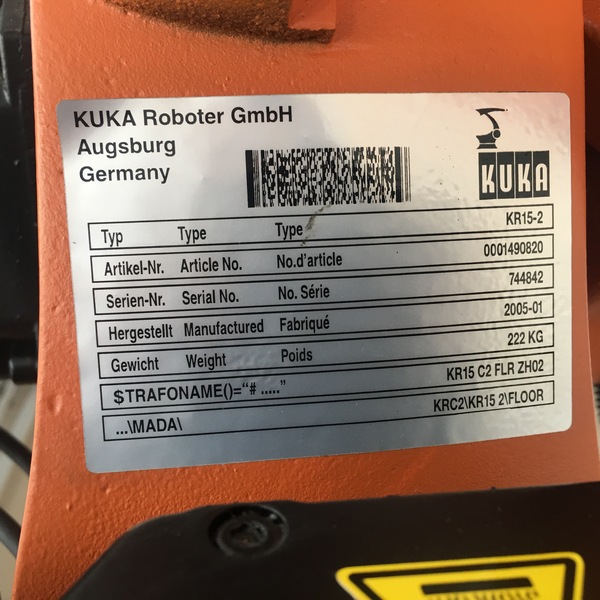 KUKA Roboter GmbH
Augsburg
Germany
KUKA
Typ Type Type KR15-2
Artikel-Nr. Article No. No.d'article 0001490820
Serien-Nr. Serial No. No. Série 744842
Hergestellt Manufactured Fabriqué 2005-01
Gewicht Weight Poids 222 KG
$TRAFONAME()="# ....." KR15 C2 FLR ZH02
...\MADA\ KRC2\KR15 2\FLOOR